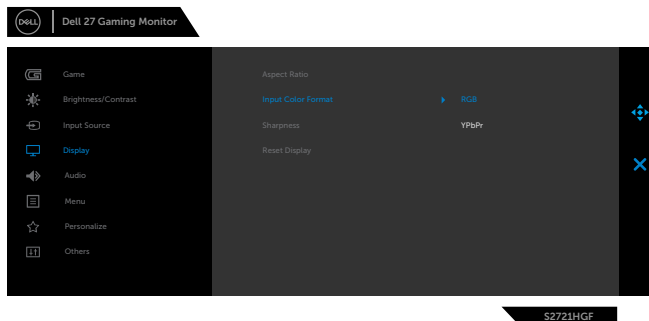 DELL
Dell 27 Gaming Monitor
Game
Aspect Ratio
Brightness/Contrast
Input Color Format
RGB
Input Source
Sharpness
YPbPr
Display
Reset Display
Audio
Menu
Personalize
Others
S2721HGF